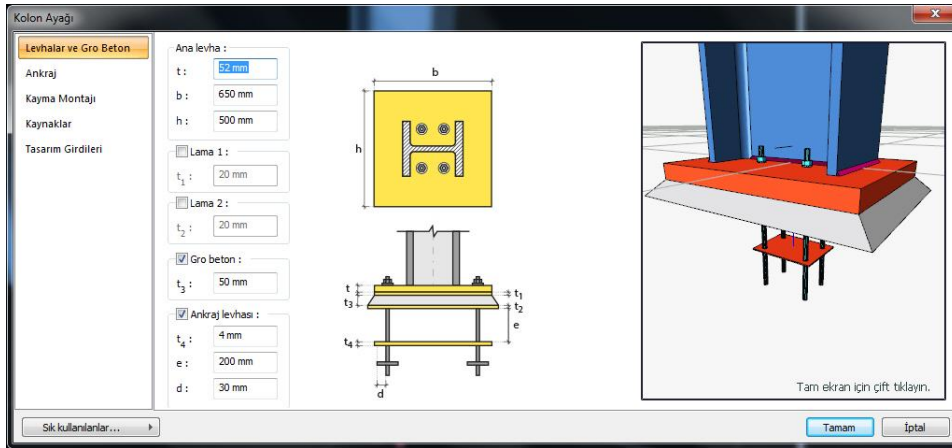 Kolon Ayağı
Levhalar ve Gro Beton
Ankraj
Kayma Montajı
Kaynaklar
Tasarım Girdileri
Ana levha :
t : 52 mm
b : 650 mm
h : 500 mm
Lama 1 :
t1 : 20 mm
Lama 2 :
t2 : 20 mm
Gro beton :
t3 : 50 mm
Ankraj levhası :
t4 : 4 mm
e : 200 mm
d : 30 mm
b
h
t
t3
t1
t2
e
t4
d
Tam ekran için çift tıklayın.
Sık kullanılanlar...
Tamam
İptal